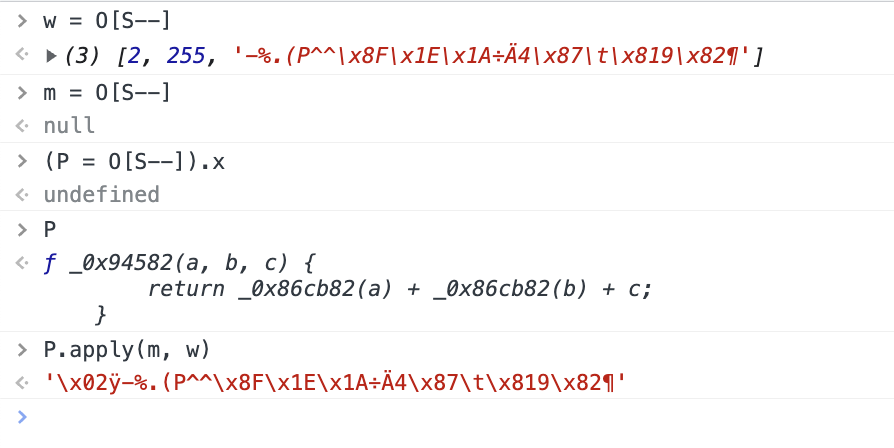 > w = O[S--]
<· ▶(3) [2, 255, '-%.(P^^\x8F\x1E\x1A÷Ä4\x87\t\x819\x82¶']
> m = O[S--]
<· null
> (P = O[S--]).x
<· undefined
> P
<· ƒ _0x94582(a, b, c) {
return _0x86cb82(a) + _0x86cb82(b) + c;
}
> P.apply(m, w)
<· '\x02ÿ-%.(P^^\x8F\x1E\x1A÷Ä4\x87\t\x819\x82¶'
>